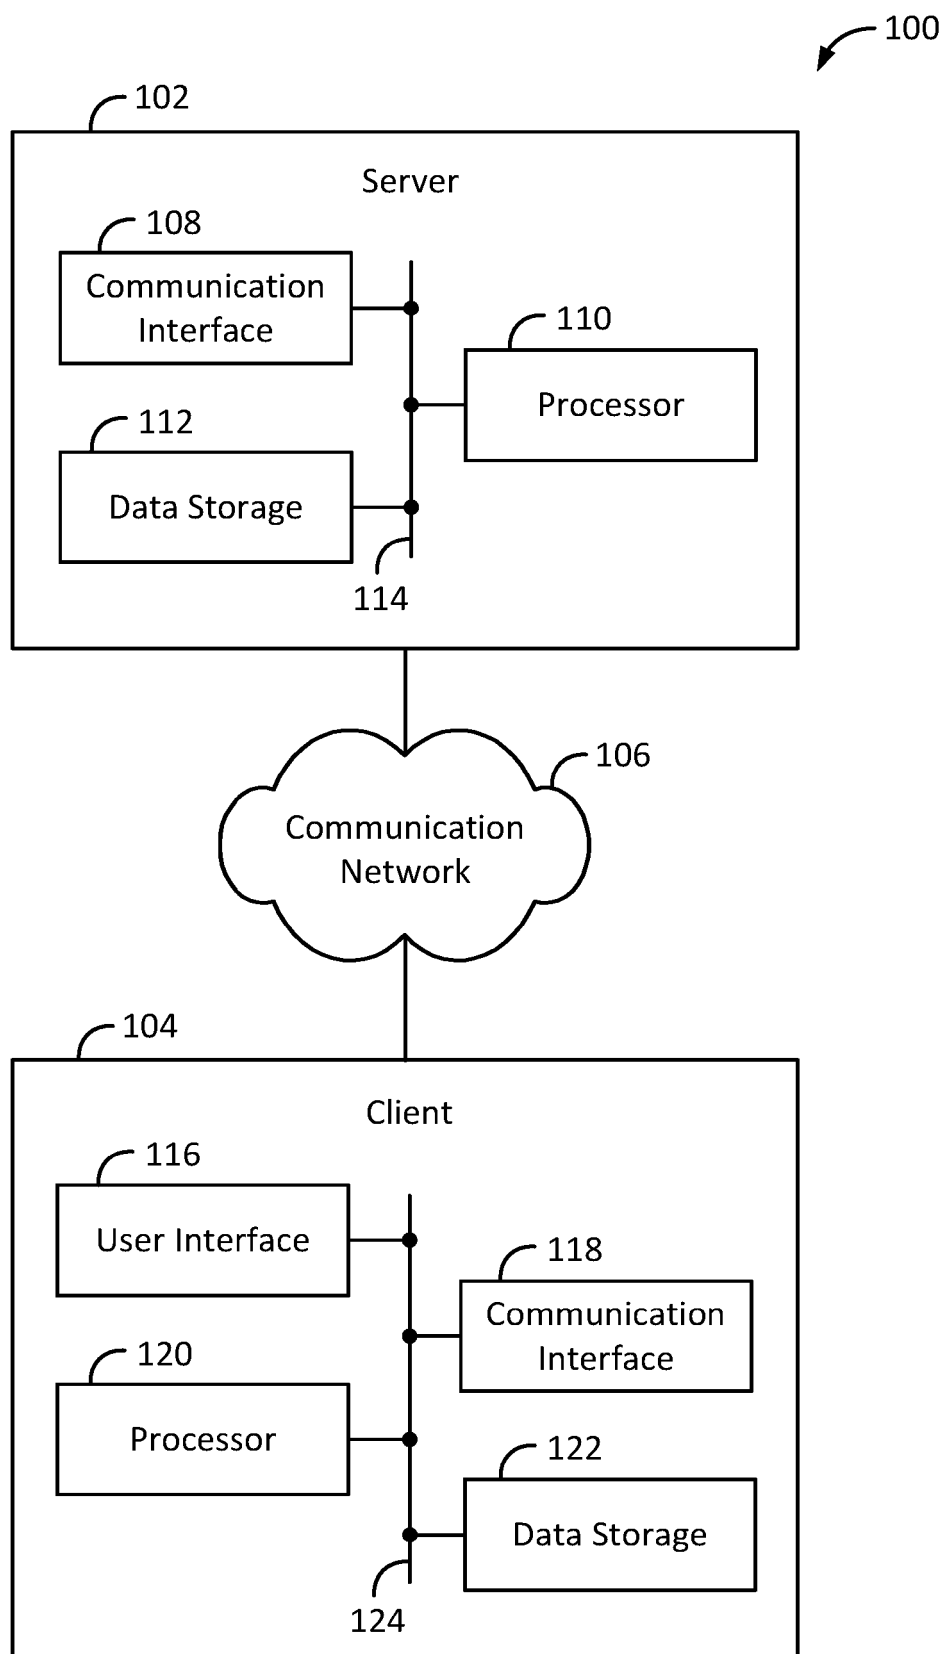 100
102
Server
108
Communication
Interface
110
Processor
112
Data Storage
114
106
Communication
Network
104
Client
116
User Interface
118
Communication
Interface
120
Processor
122
Data Storage
124